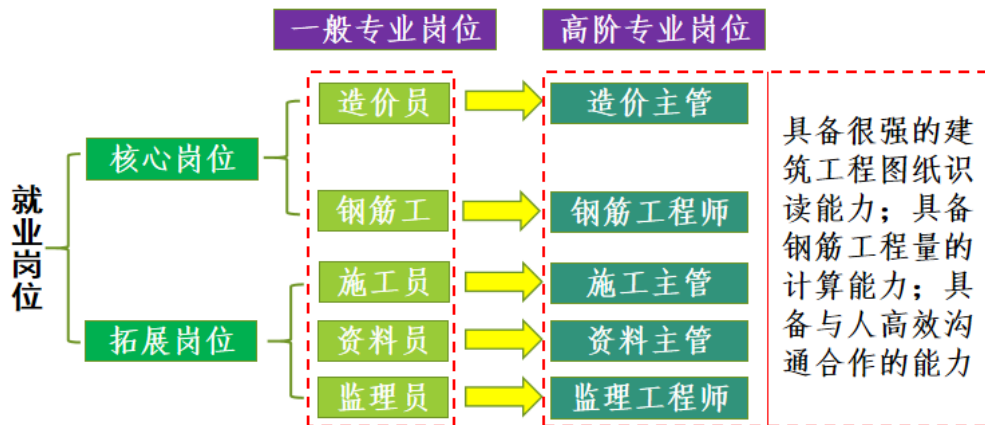 一般专业岗位
高阶专业岗位
就业岗位
核心岗位
造价员
造价主管
钢筋工
钢筋工程师
拓展岗位
施工员
施工主管
资料员
资料主管
监理员
监理工程师
具备很强的建
筑工程图纸识
读能力；具备
钢筋工程量的
计算能力；具
备与人高效沟
通合作的能力